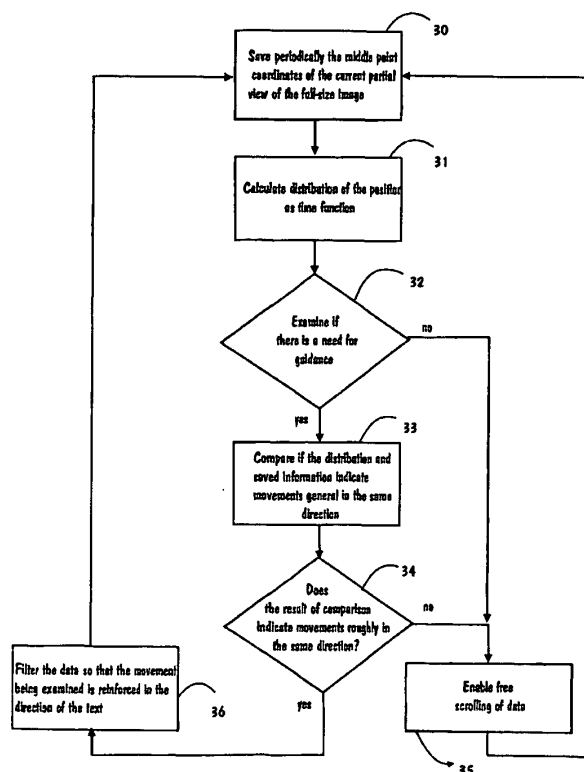 30
Save periodically the middle point
coordinates of the current partial
view of the full-size image
31
Calculate distribution of the position
as time function
32
Examine if
there is a need for
guidance
no
yes
33
Compare if the distribution and
saved information indicate
movements general in the same
direction
34
Does
the result of comparison
indicate movements roughly in
the same direction?
no
yes
Filter the data so that the movement
being examined is reinforced in the
direction of the text
36
Enable free
scrolling of data
35